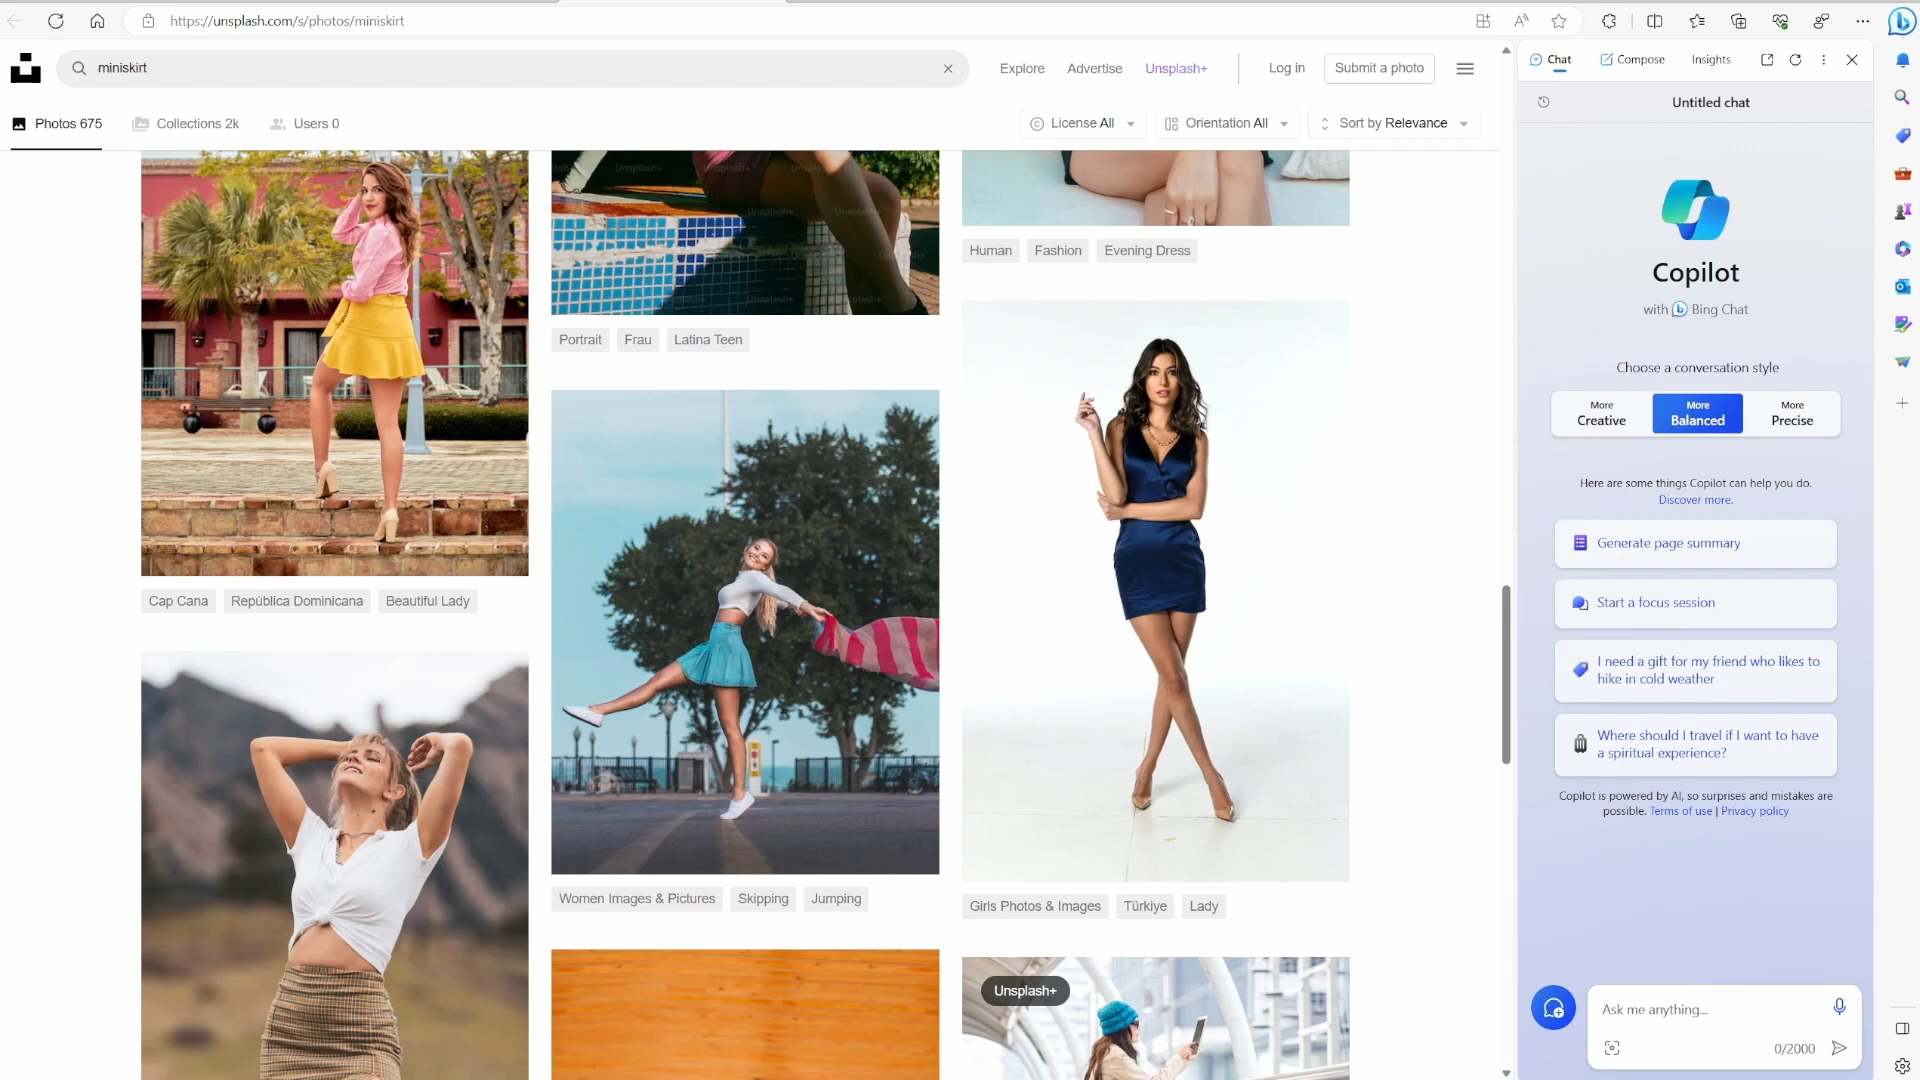 https://unsplash.com/s/photos/miniskirt
miniskirt
Explore
Advertise
Unsplash+
Log in
Submit a photo
Photos 675
Collections 2k
Users 0
License All
Orientation All
Sort by Relevance
Cap Cana
República Dominicana
Beautiful Lady
Unsplash+
Unsplash+
Unsplash+
Unsplash+
Unsplash+
Unsplash+
Portrait
Frau
Latina Teen
Women Images & Pictures
Skipping
Jumping
Human
Fashion
Evening Dress
Girls Photos & Images
Türkiye
Lady
Unsplash+
Chat
Compose
Insights
Untitled chat
Copilot
with Bing Chat
Choose a conversation style
More
Creative
More
Balanced
More
Precise
Here are some things Copilot can help you do.
Discover more.
Generate page summary
Start a focus session
I need a gift for my friend who likes to
hike in cold weather
Where should I travel if I want to have
a spiritual experience?
Copilot is powered by AI, so surprises and mistakes are
possible. Terms of use | Privacy policy
Ask me anything...
0/2000